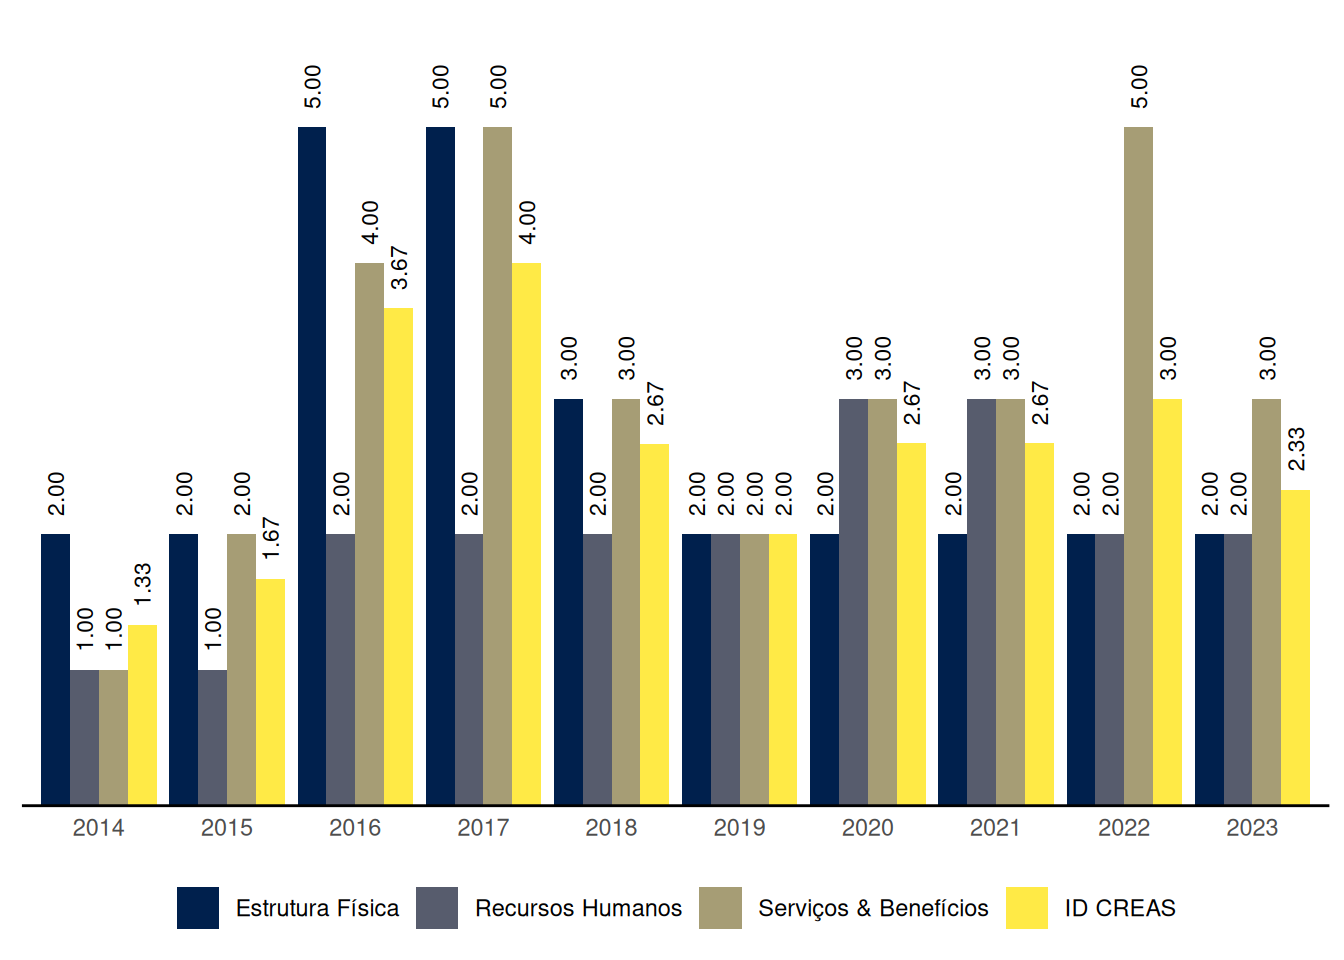 5.00 5.00 5.00 5.00
4.00 4.00
3.67
3.00 3.00 3.00 3.00 3.00 3.00 3.00 3.00
2.67 2.67 2.67
2.33
2.00 2.00 2.00 2.00 2.00 2.00 2.00 2.00 2.00 2.00 2.00 2.00 2.00 2.00 2.00 2.00 2.00
1.67
1.33
1.00 1.00 1.00
2014 2015 2016 2017 2018 2019 2020 2021 2022 2023
Estrutura Física Recursos Humanos Serviços & Benefícios ID CREAS